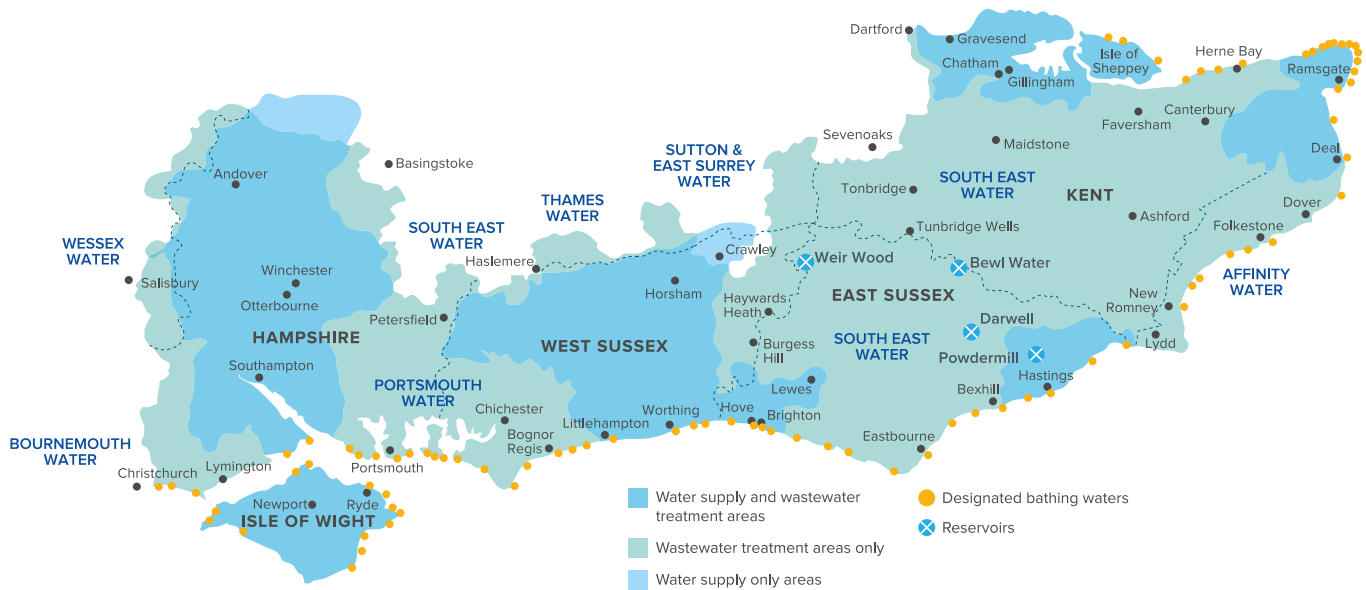 Dartford
Gravesend
Chatham
Gillingham
Isle of
Sheppey
Herne Bay
Ramsgate
Canterbury
Faversham
Sevenoaks
Maidstone
Deal
SUTTON &
EAST SURREY
WATER
Basingstoke
Andover
SOUTH EAST
WATER
KENT
Tonbridge
THAMES
WATER
Dover
Ashford
Folkestone
Tunbridge Wells
SOUTH EAST
WATER
WESSEX
WATER
Haslemere
Crawley
Weir Wood
Bewl Water
AFFINITY
WATER
Salisbury
Winchester
Otterbourne
Horsham
EAST SUSSEX
Haywards
Heath
New
Romney
Petersfield
Darwell
HAMPSHIRE
WEST SUSSEX
SOUTH EAST
WATER
Burgess
Hill
Lydd
Powdermill
Southampton
Hastings
PORTSMOUTH
WATER
Lewes
Bexhill
Chichester
Worthing
Hove
Brighton
Littlehampton
Bognor
Regis
Eastbourne
BOURNEMOUTH
WATER
Christchurch
Lymington
Portsmouth
Newport
Ryde
ISLE OF WIGHT
Water supply and wastewater
treatment areas
Wastewater treatment areas only
Water supply only areas
Designated bathing waters
Reservoirs